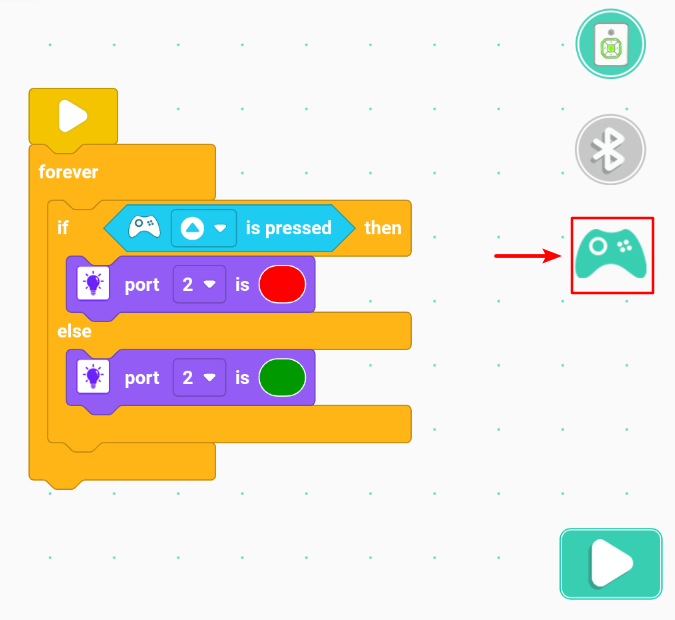 forever
if is pressed then
port 2 is
else
port 2 is